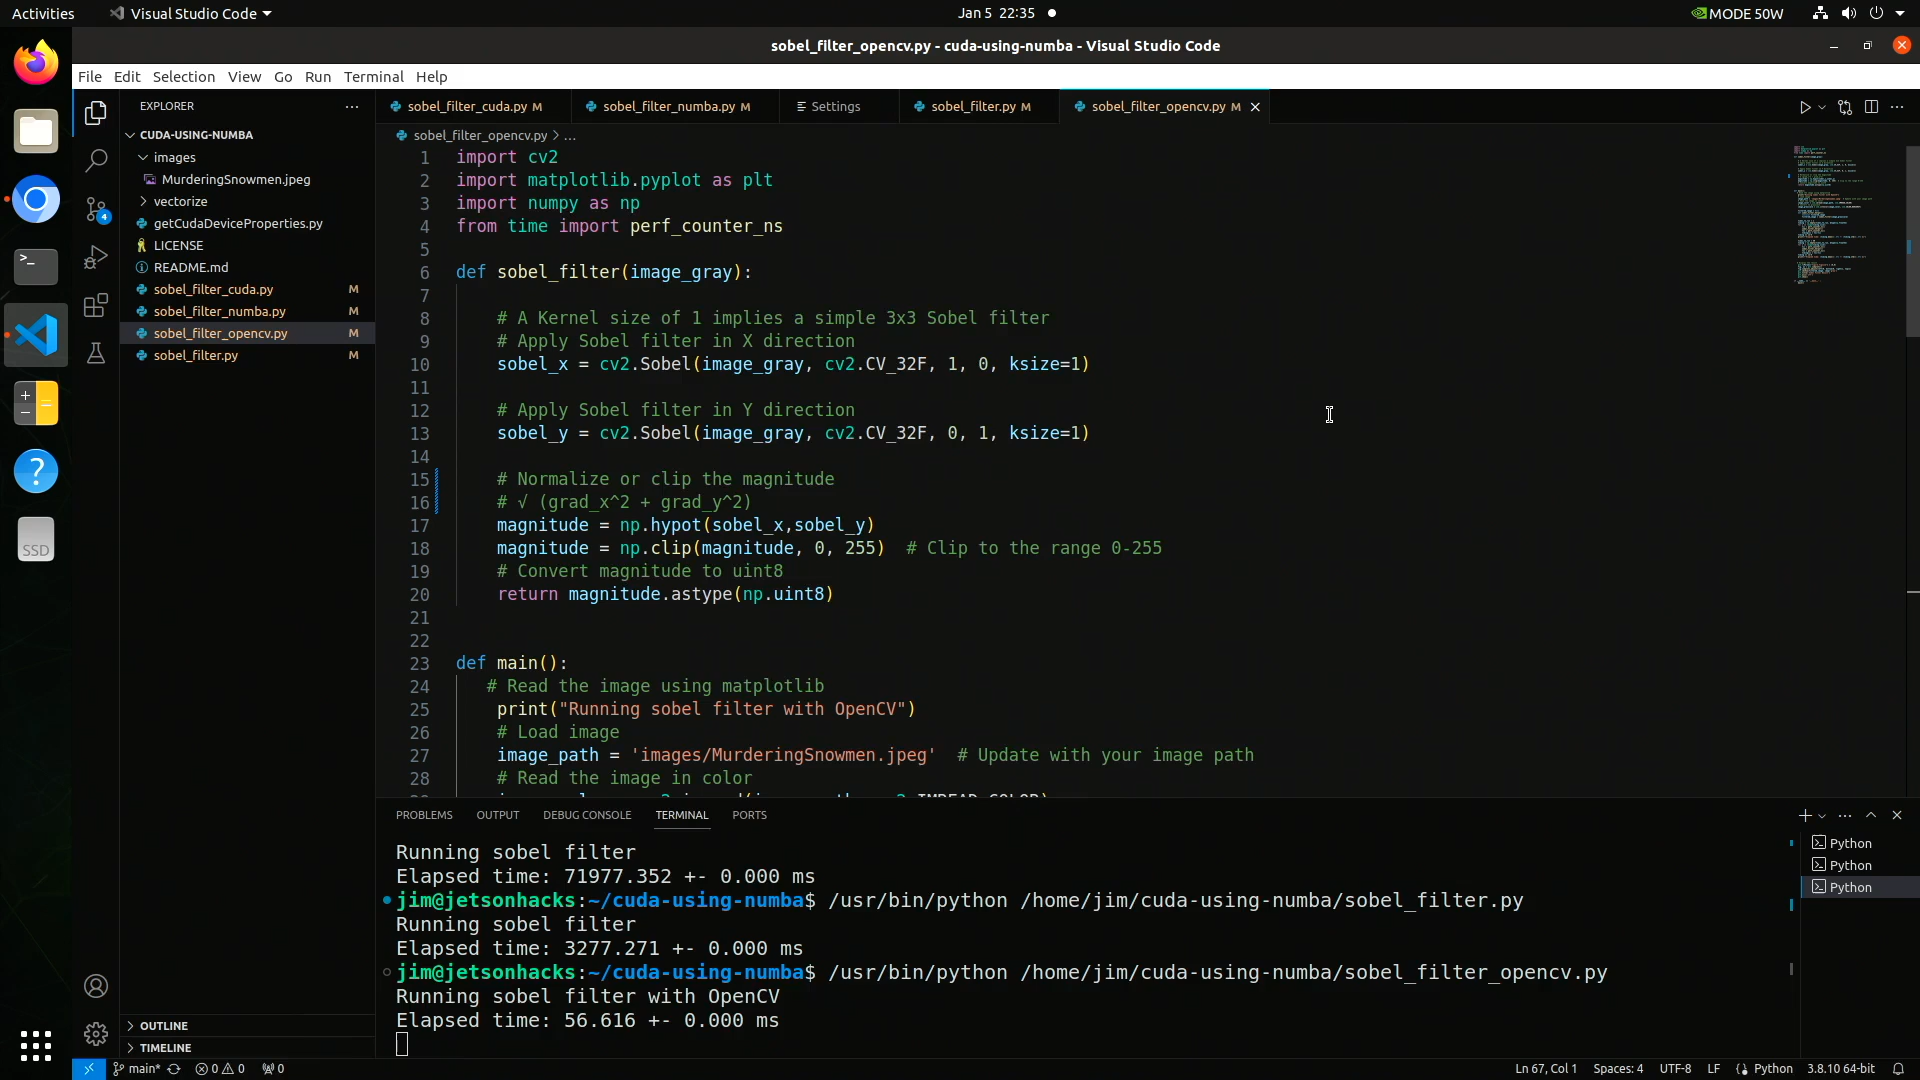 Activities
Visual Studio Code
Jan 5 22:35
MODE 50W
sobel_filter_opencv.py - cuda-using-numba - Visual Studio Code
File Edit Selection View Go Run Terminal Help
EXPLORER
CUDA-USING-NUMBA
images
MurderingSnowmen.jpeg
vectorize
getCudaDeviceProperties.py
LICENSE
README.md
sobel_filter_cuda.py M
sobel_filter_numba.py M
sobel_filter_opencv.py M
sobel_filter.py M
OUTLINE
TIMELINE
4
SSD
sobel_filter_cuda.py M
sobel_filter_numba.py M
Settings
sobel_filter.py M
sobel_filter_opencv.py M
sobel_filter_opencv.py > ...
1 import cv2
2 import matplotlib.pyplot as plt
3 import numpy as np
4 from time import perf_counter_ns
5
6 def sobel_filter(image_gray):
7
8 # A Kernel size of 1 implies a simple 3x3 Sobel filter
9 # Apply Sobel filter in X direction
10 sobel_x = cv2.Sobel(image_gray, cv2.CV_32F, 1, 0, ksize=1)
11
12 # Apply Sobel filter in Y direction
13 sobel_y = cv2.Sobel(image_gray, cv2.CV_32F, 0, 1, ksize=1)
14
15 # Normalize or clip the magnitude
16 # √ (grad_x^2 + grad_y^2)
17 magnitude = np.hypot(sobel_x,sobel_y)
18 magnitude = np.clip(magnitude, 0, 255)  # Clip to the range 0-255
19 # Convert magnitude to uint8
20 return magnitude.astype(np.uint8)
21
22
23 def main():
24 # Read the image using matplotlib
25 print("Running sobel filter with OpenCV")
26 # Load image
27 image_path = 'images/MurderingSnowmen.jpeg'  # Update with your image path
28 # Read the image in color
PROBLEMS OUTPUT DEBUG CONSOLE TERMINAL PORTS
Running sobel filter
Elapsed time: 71977.352 +- 0.000 ms
jim@jetsonhacks:~/cuda-using-numba$ /usr/bin/python /home/jim/cuda-using-numba/sobel_filter.py
Running sobel filter
Elapsed time: 3277.271 +- 0.000 ms
jim@jetsonhacks:~/cuda-using-numba$ /usr/bin/python /home/jim/cuda-using-numba/sobel_filter_opencv.py
Running sobel filter with OpenCV
Elapsed time: 56.616 +- 0.000 ms
Python
Python
Python
main* 0 0 0
Ln 67, Col 1 Spaces: 4 UTF-8 LF Python 3.8.10 64-bit